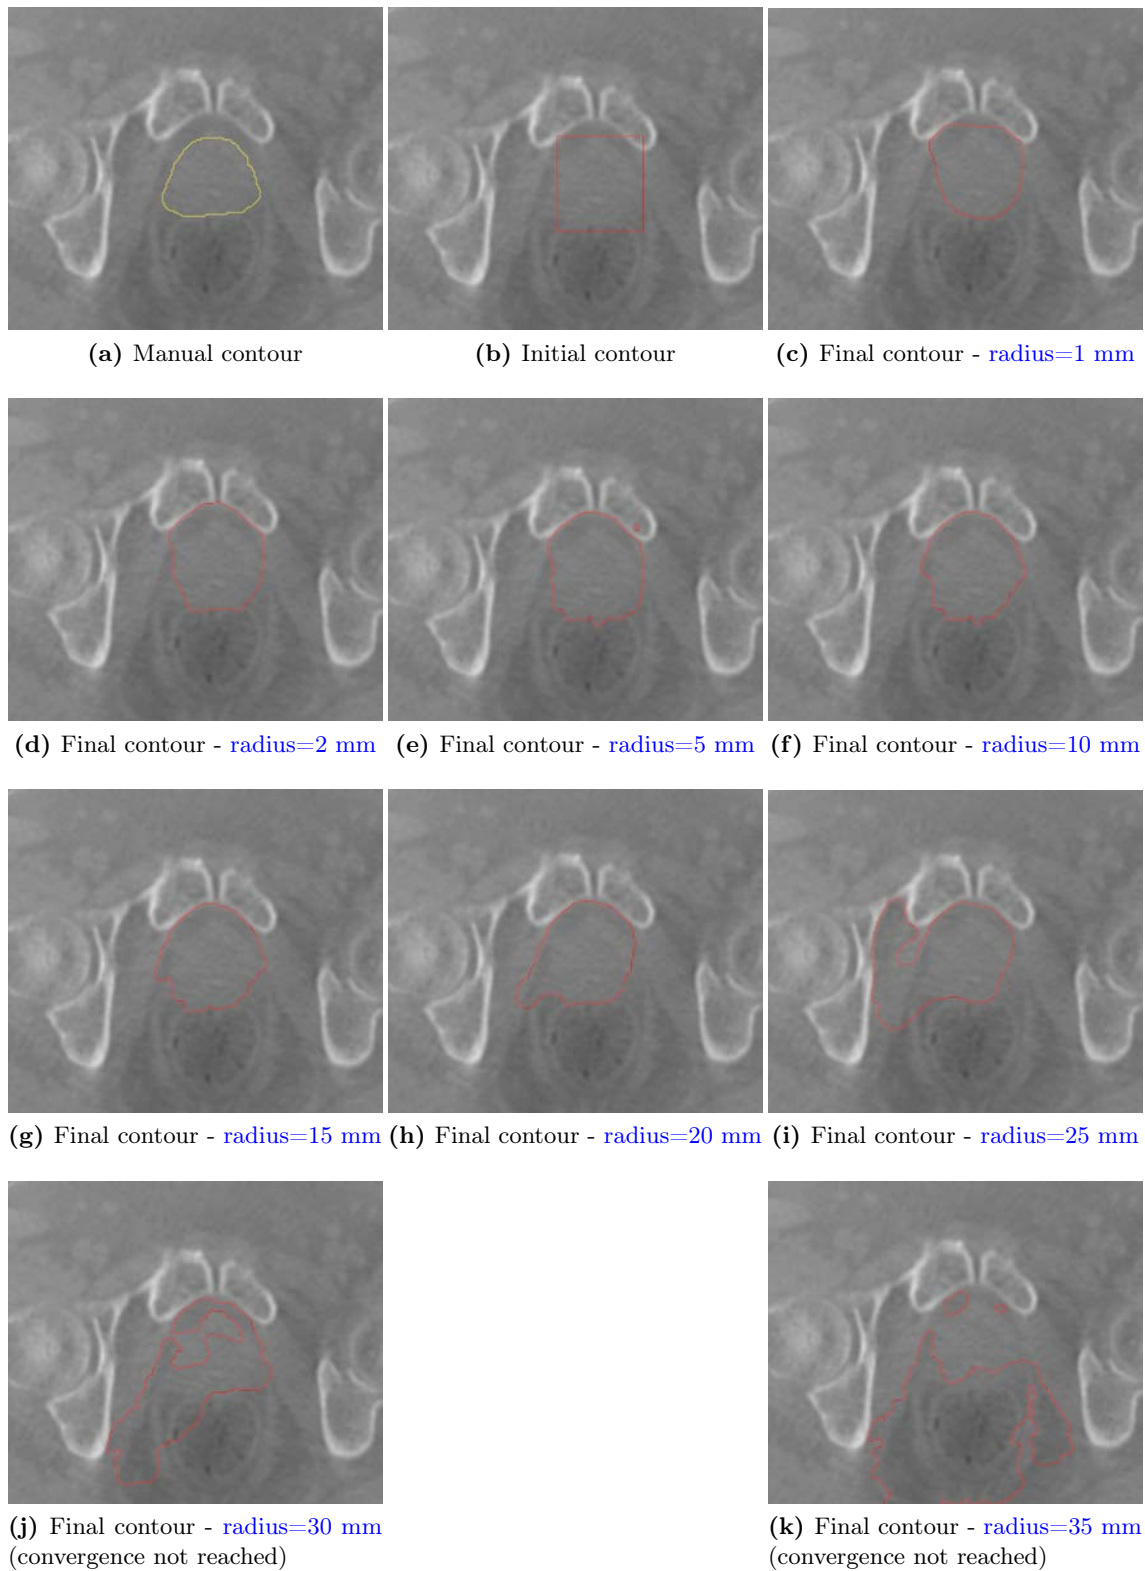 (a) Manual contour
(b) Initial contour
(c) Final contour - radius=1 mm
(d) Final contour - radius=2 mm
(e) Final contour - radius=5 mm
(f) Final contour - radius=10 mm
(g) Final contour - radius=15 mm
(h) Final contour - radius=20 mm
(i) Final contour - radius=25 mm
(j) Final contour - radius=30 mm
(convergence not reached)
(k) Final contour - radius=35 mm
(convergence not reached)